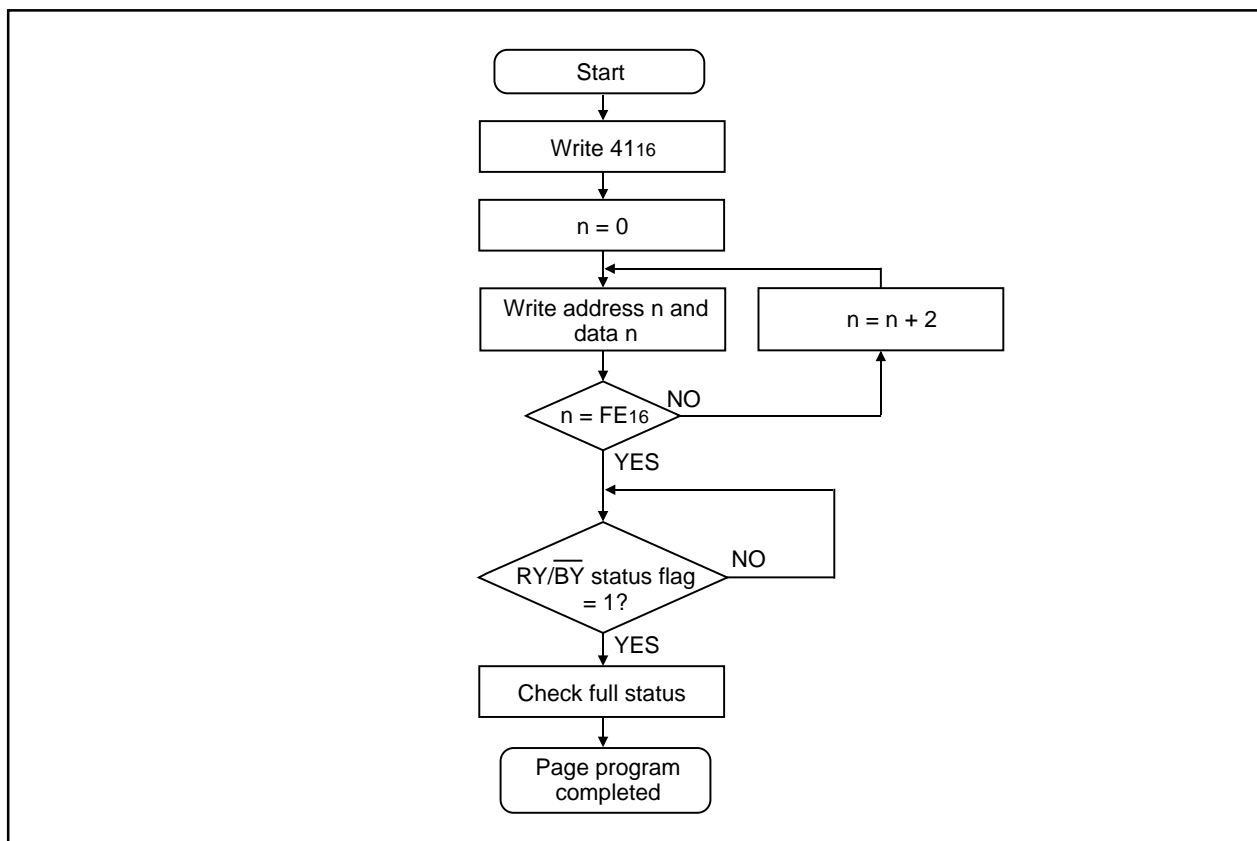 Start
Write 4116
n = 0
Write address n and
data n
n = n + 2
n = FE16
NO
YES
RY/B̅Y̅ status flag
= 1?
NO
YES
Check full status
Page program
completed